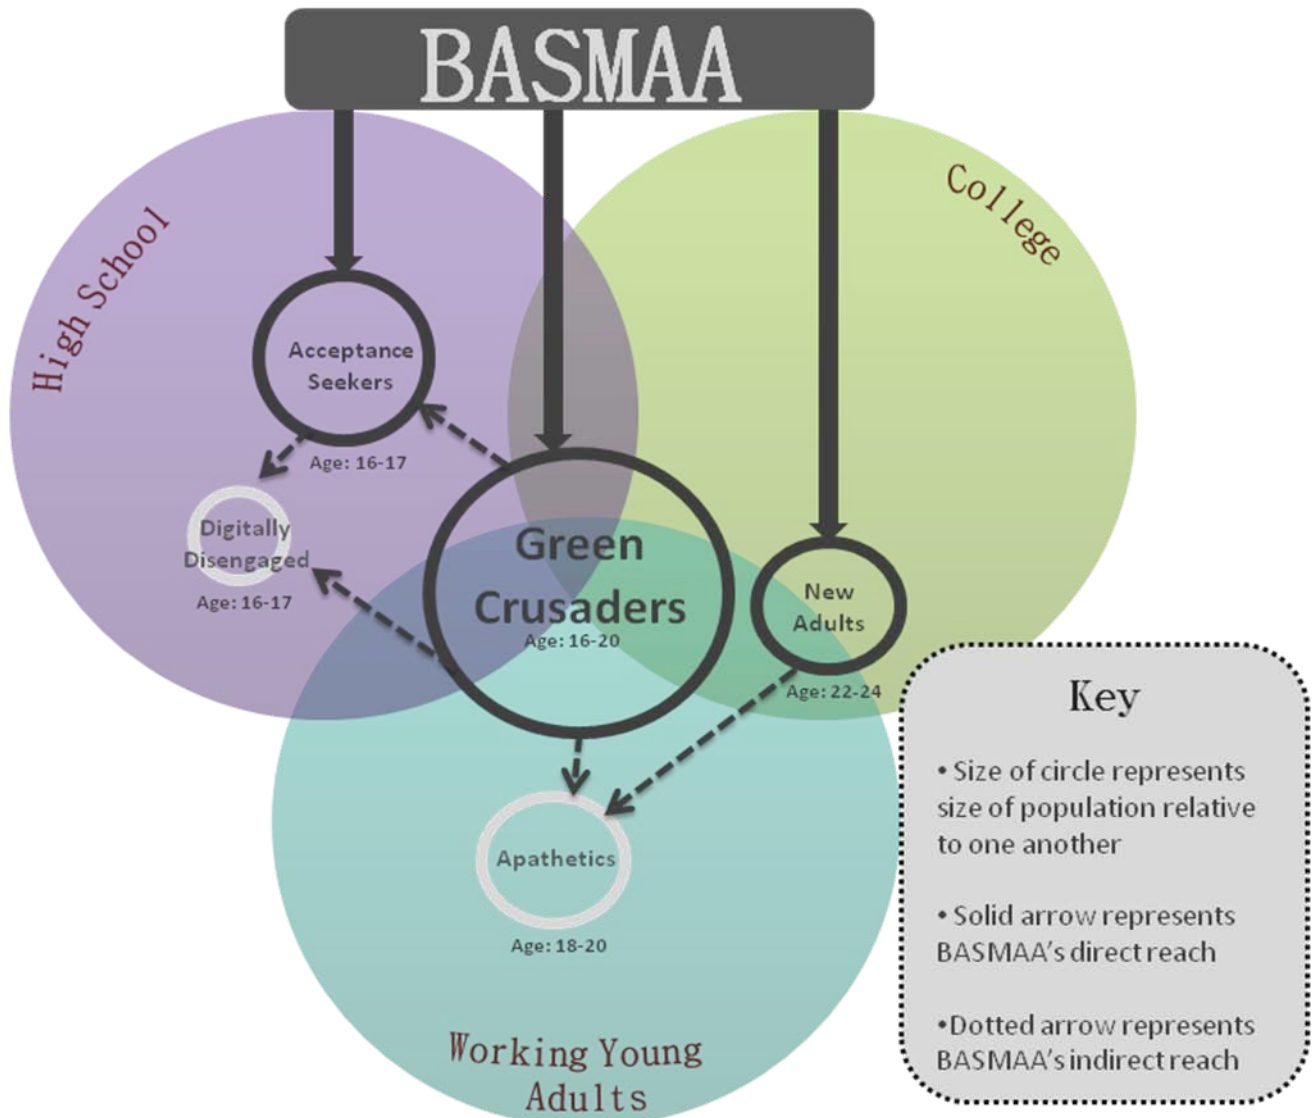 BASMAA
High School
College
Acceptance
Seekers
Age: 16-17
Digitally
Disengaged
Age: 16-17
Green
Crusaders
Age: 16-20
New
Adults
Age: 22-24
Apathetics
Age: 18-20
Working Young
Adults
Key
• Size of circle represents
size of population relative
to one another
• Solid arrow represents
BASMAA's direct reach
•Dotted arrow represents
BASMAA's indirect reach